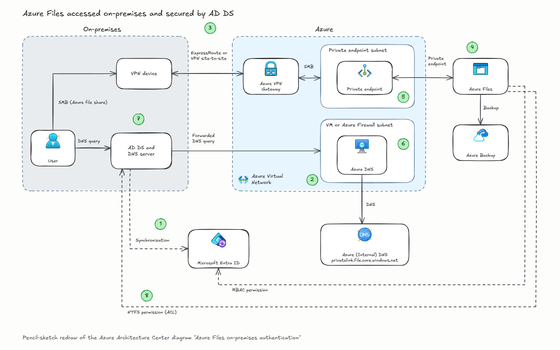 Azure Files accessed on-premises and secured by AD DS
On-premises
3
Azure
ExpressRoute or
VPN site-to-site
Private endpoint subnet
4
Private
endpoint
VPN device
Azure VPN
Gateway
SMB
Private endpoint
Azure Files
5
SMB (Azure file share)
Backup
7
Forwarded
DNS query
VM or Azure Firewall subnet
User
DNS query
AD DS and
DNS server
6
Azure DNS
Azure Backup
Azure Virtual
Network
2
DNS
1
Synchronization
Microsoft Entra ID
Azure (Internal) DNS
privatelink.file.core.windows.net
RBAC permission
8
NTFS permission (ACL)
Pencil-sketch redraw of the Azure Architecture Center diagram "Azure Files on-premises authentication"